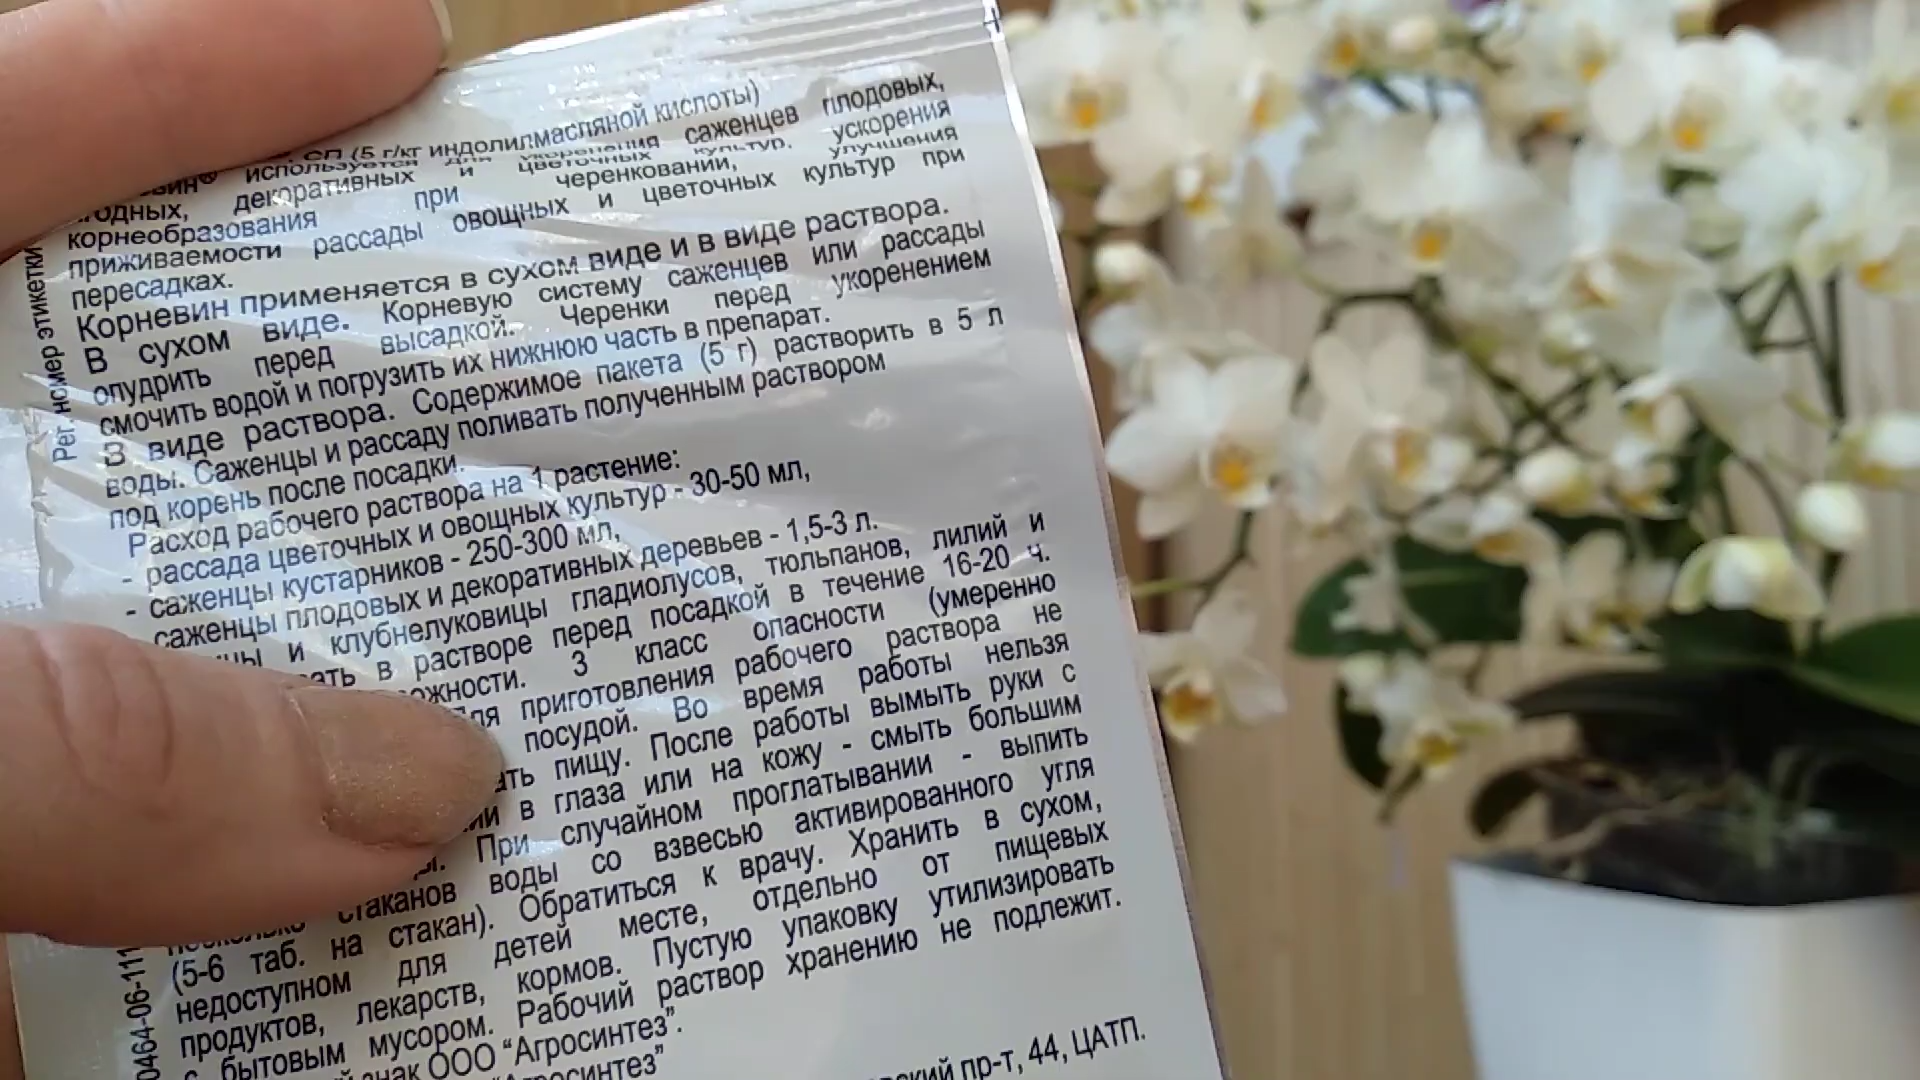 СП (5 г/кг индолилмасляной кислоты)
используется для укоренения саженцев плодовых,
декоративных и цветочных культур, ускорения
корнеобразования при черенковании, улучшения
приживаемости рассады овощных и цветочных культур при
пересадках.
Корневин применяется в сухом виде и в виде раствора.
В сухом виде. Корневую систему саженцев или рассады
опудрить перед высадкой. Черенки перед укоренением
смочить водой и погрузить их нижнюю часть в препарат.
В виде раствора. Содержимое пакета (5 г) растворить в 5 л
воды. Саженцы и рассаду поливать полученным раствором
под корень после посадки.
Расход рабочего раствора на 1 растение:
- рассада цветочных и овощных культур - 30-50 мл,
- саженцы кустарников - 250-300 мл,
саженцы плодовых и декоративных деревьев - 1,5-3 л.
и клубнелуковицы гладиолусов, тюльпанов, лилий и
в растворе перед посадкой в течение 16-20 ч.
3 класс опасности (умеренно
приготовления рабочего раствора не
посудой. Во время работы нельзя
пищу. После работы вымыть руки с
в глаза или на кожу - смыть большим
При случайном проглатывании - выпить
стаканов воды со взвесью активированного угля
(5-6 таб. на стакан). Обратиться к врачу. Хранить в сухом,
недоступном для детей месте, отдельно от пищевых
продуктов, лекарств, кормов. Пустую упаковку утилизировать
с бытовым мусором. Рабочий раствор хранению не подлежит.
знак ООО “Агросинтез”.
“Агросинтез”
пр-т, 44, ЦАТП.
Рег. номер этикетки
0464-06-111